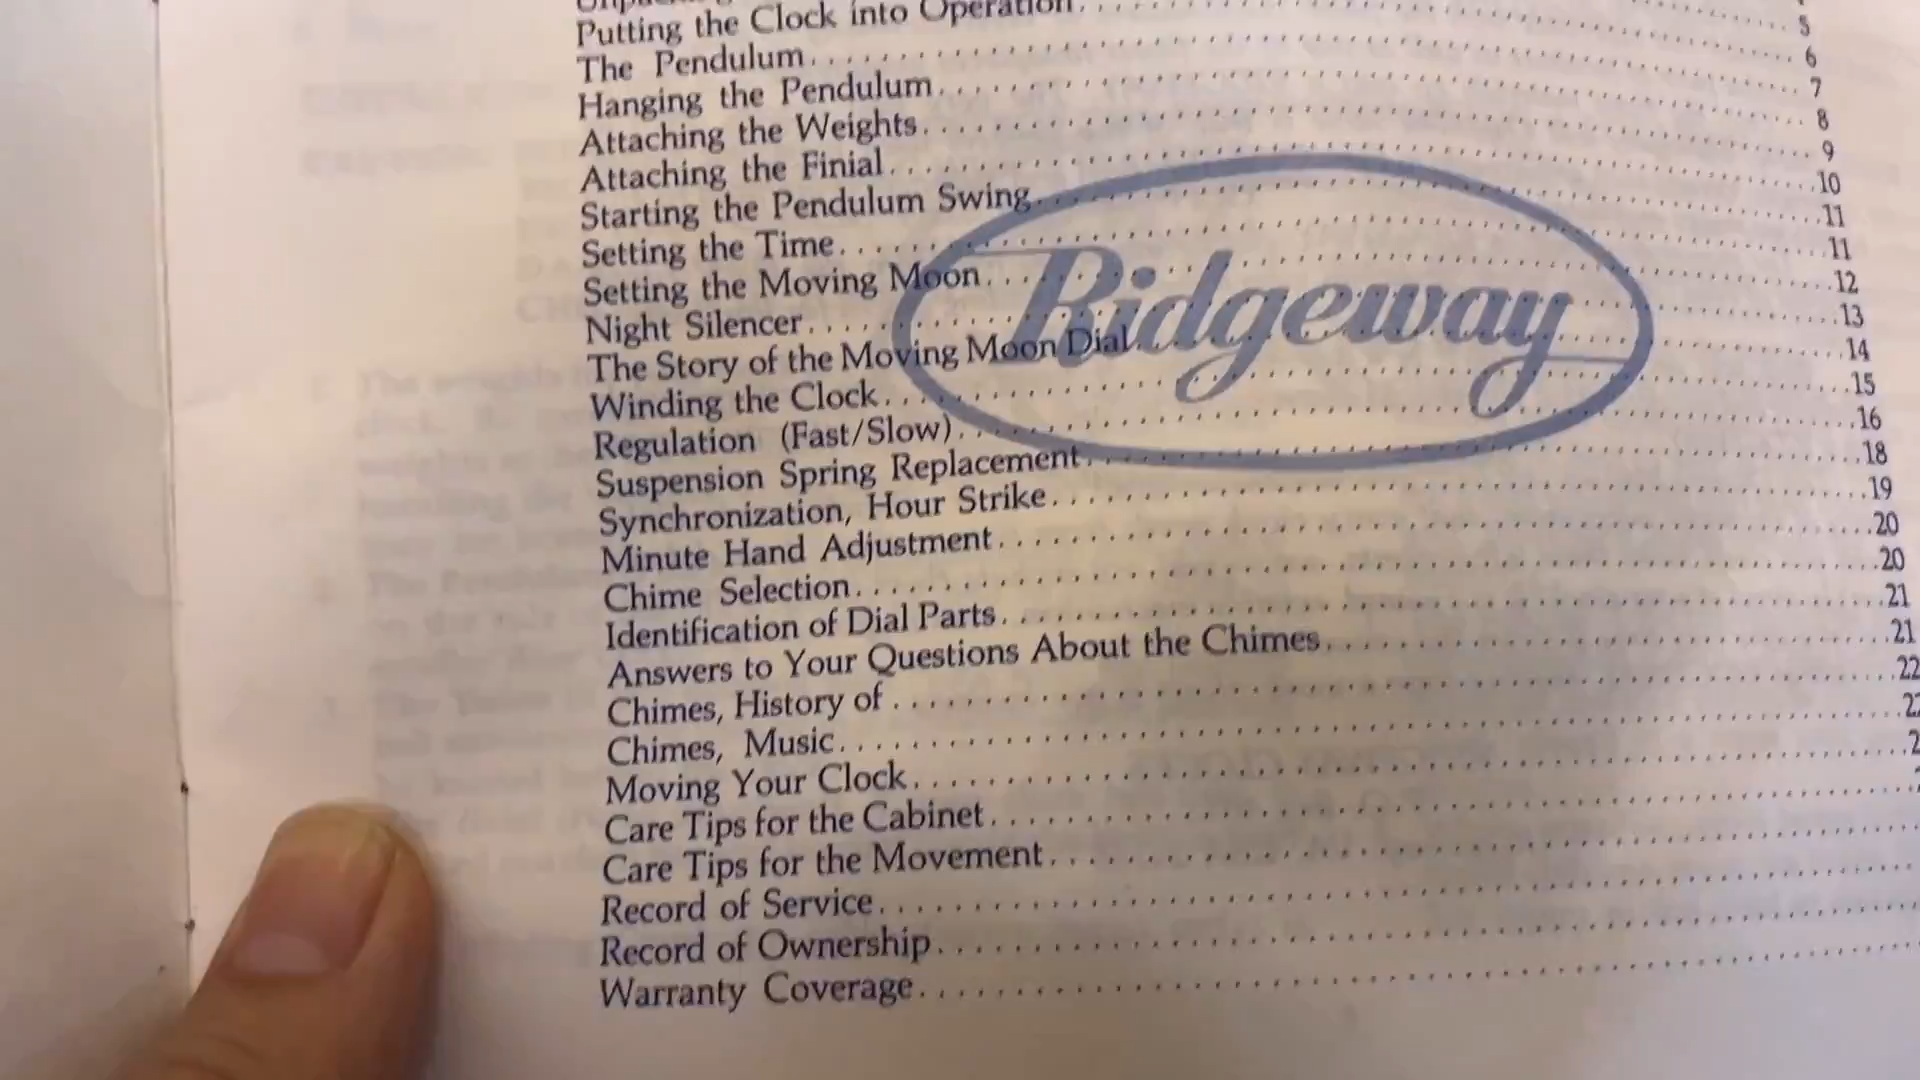 Putting the Clock into Operation..........6
The Pendulum..........7
Hanging the Pendulum..........8
Attaching the Weights..........9
Attaching the Finial..........10
Starting the Pendulum Swing..........11
Setting the Time..........11
Setting the Moving Moon..........12
Night Silencer..........13
The Story of the Moving Moon Dial..........14
Winding the Clock..........15
Regulation (Fast/Slow)..........16
Suspension Spring Replacement..........18
Synchronization, Hour Strike..........19
Minute Hand Adjustment..........20
Chime Selection..........20
Identification of Dial Parts..........21
Answers to Your Questions About the Chimes..........21
Chimes, History of..........22
Chimes, Music..........
Moving Your Clock..........
Care Tips for the Cabinet..........
Care Tips for the Movement..........
Record of Service..........
Record of Ownership..........
Warranty Coverage..........
Ridgeway